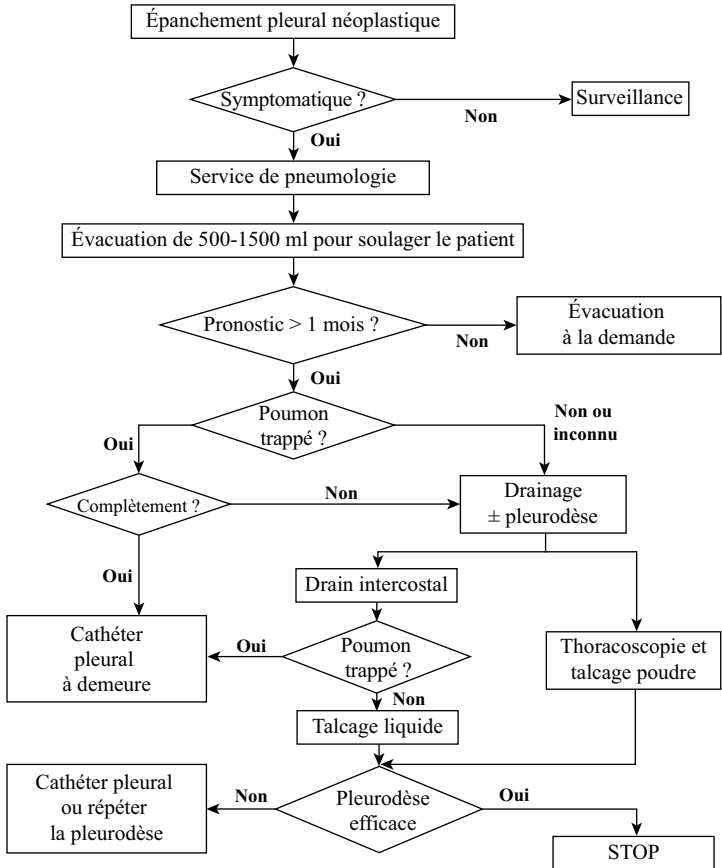 Épanchement pleural néoplastique
Symptomatique ?
Non
Surveillance
Oui
Service de pneumologie
Évacuation de 500-1500 ml pour soulager le patient
Pronostic > 1 mois ?
Non
Évacuation
à la demande
Oui
Poumon
trappé ?
Oui
Non ou
inconnu
Complètement ?
Non
Drainage
± pleurodèse
Oui
Drain intercostal
Cathéter
pleural
à demeure
Oui
Poumon
trappé ?
Thoracoscopie et
talcage poudre
Non
Talcage liquide
Cathéter pleural
ou répéter
la pleurodèse
Non
Pleurodèse
efficace
Oui
STOP